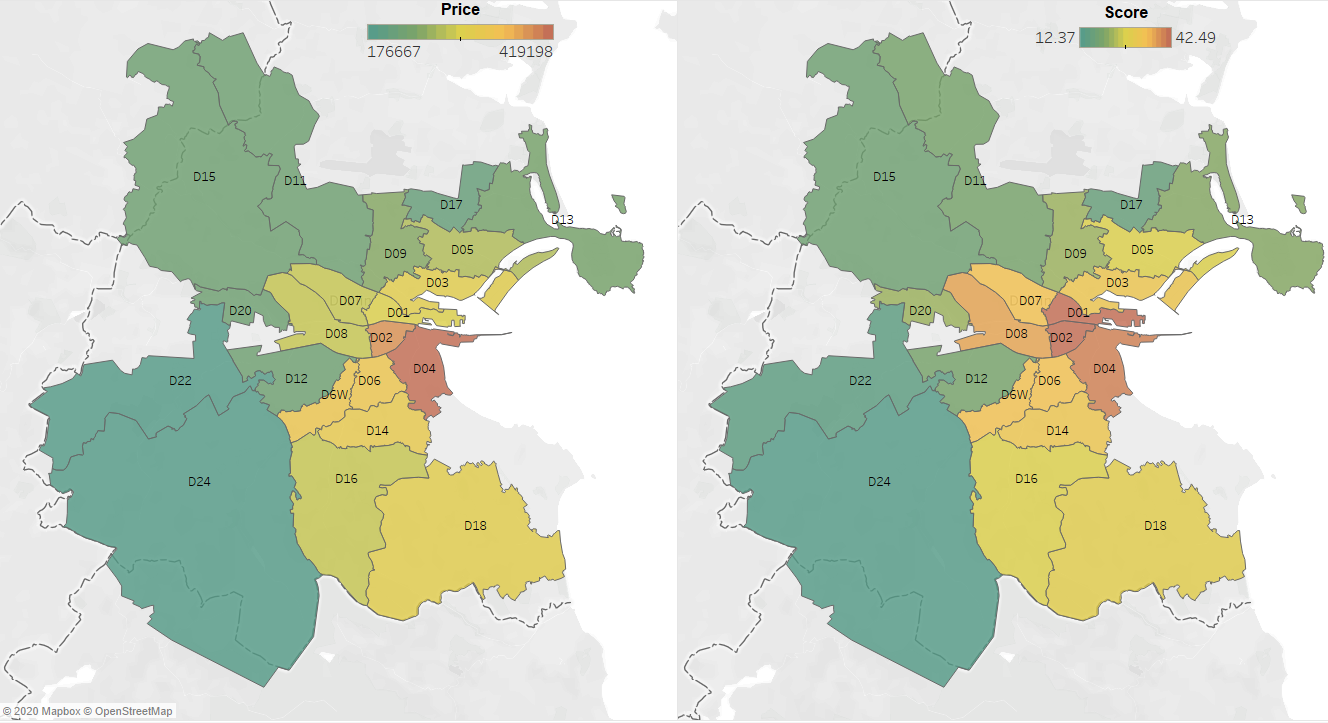 Price
176667 419198
D15
D11
D17
D13
D09
D05
D03
D07
D01
D20
D08
D02
D04
D22
D12
D06
D6W
D14
D16
D24
D18
© 2020 Mapbox © OpenStreetMap
Score
12.37 42.49
D15
D11
D17
D13
D09
D05
D03
D07
D01
D20
D08
D02
D04
D22
D12
D06
D6W
D14
D16
D24
D18